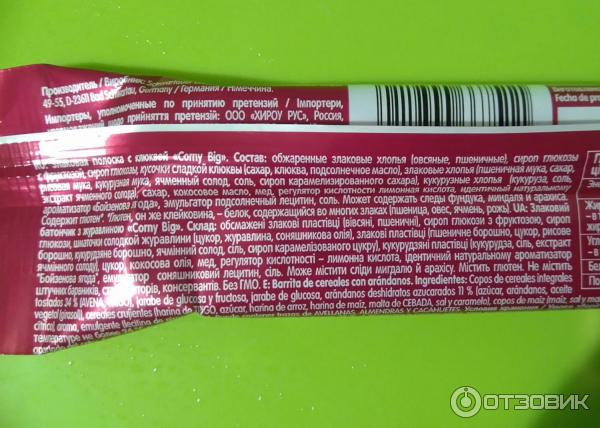 Производитель / Виробник:
49-55, D-23611 Bad Schwartau, Germany / Германия / Німеччина.
Импортеры, уполномоченные по принятию претензий / Імпортери,
щодо прийняття претензій: ООО «ХИРОУ РУС», Россия,
Fecha de
полоска с клюквой «Corny Big». Состав: обжаренные злаковые хлопья (овсяные, пшеничные), сироп глюкозы
с фруктозой, сироп глюкозы, кусочки сладкой клюквы (сахар, клюква, подсолнечное масло), злаковые хлопья (пшеничная мука, сахар,
рисовая мука, кукурузная мука, ячменный солод, соль, сироп карамелизированного сахара), кукурузные хлопья (кукуруза, соль,
экстракт ячменного солода), сахар, кокосовое масло, мед, регулятор кислотности лимонная кислота, идентичный натуральному
ароматизатор «Бойзенова ягода», эмульгатор подсолнечный лецитин, соль. Может содержать следы фундука, миндаля и арахиса.
Содержит глютен*. *Глютен, он же клейковина, – белок, содержащийся во многих злаках (пшеница, овес, ячмень, рожь). UA: Злаковий
батончик з журавлиною «Corny Big». Склад: обсмажені злакові пластівці (вівсяні, пшеничні), сироп глюкози з фруктозою, сироп
глюкози, шматочки солодкой журавлини (цукор, журавлина, соняшникова олія), злакові пластівці (пшеничне борошно, цукор, рисове
борошно, кукурудзяне борошно, ячмінний солод, сіль, сироп карамелізованого цукру), кукурудзяні пластівці (кукурудза, сіль, екстракт
ячмінного солоду), цукор, кокосова олія, мед, регулятор кислотності – лимонна кислота, ідентичний натуральному ароматизатор
"Бойзенова ягода", емульгатор соняшниковий лецитин, сіль. Може містити сліди мигдалю й арахісу. Містить глютен. Не містить
штучних барвників, стабілізаторів, консервантів. Без ГМО. E: Barrita de cereales con arándanos. Ingredientes: Copos de cereales integrales
tostados 34 % (AVENA, TRIGO), jarabe de glucosa y fructosa, jarabe de glucosa, arándanos deshidratos azucarados 11 % (azúcar, arándanos, aceite
vegetal (girasol)), cereales crujientes (harina de TRIGO, azúcar, harina de arroz, harina de maíz, malta de CEBADA, sal y caramelo), copos de maíz (maíz, sal y
cítrico), aroma, emulgente
de AVELLANAS, ALMENDRAS y CACAHUETES.
температуре не
ОТЗОВИК